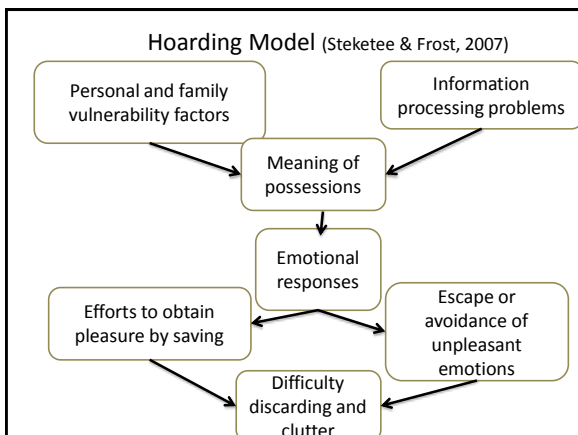 Hoarding Model (Steketee & Frost, 2007)
Personal and family
vulnerability factors
Information
processing problems
Meaning of
possessions
Emotional
responses
Efforts to obtain
pleasure by saving
Escape or
avoidance of
unpleasant
emotions
Difficulty
discarding and
clutter